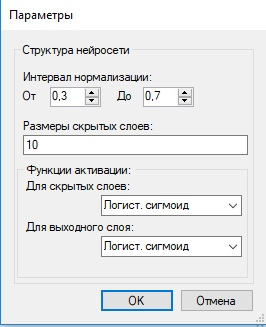 Параметры
Структура нейросети
Интервал нормализации:
От 0,3 До 0,7
Размеры скрытых слоев:
10
Функции активации:
Для скрытых слоев:
Логист. сигмоид
Для выходного слоя:
Логист. сигмоид
OK Отмена